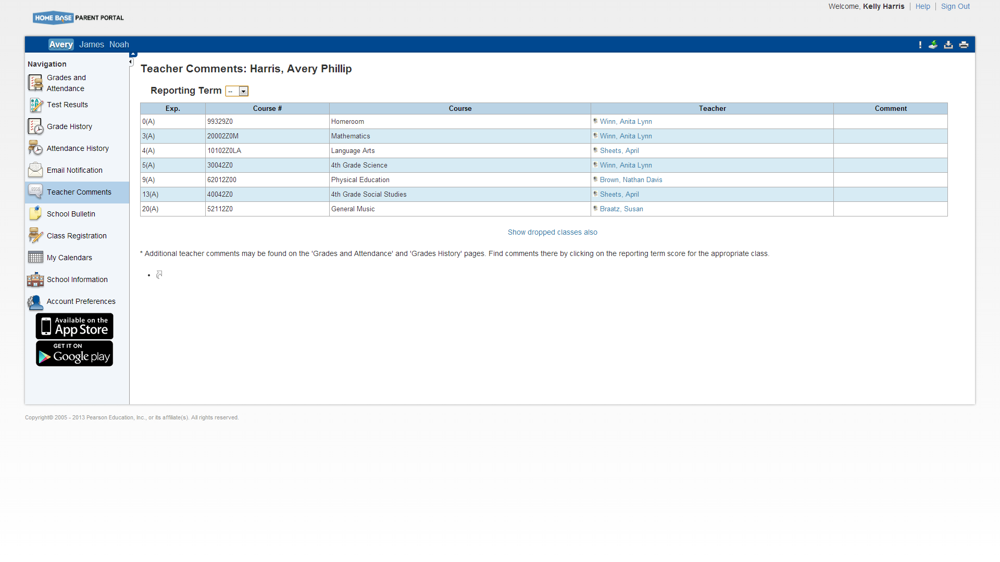 Welcome, Kelly Harris | Help | Sign Out
HOME BASE PARENT PORTAL
Avery James Noah
Navigation
Grades and
Attendance
Test Results
Grade History
Attendance History
Email Notification
Teacher Comments
School Bulletin
Class Registration
My Calendars
School Information
Account Preferences
Available on the
App Store
GET IT ON
Google play
Teacher Comments: Harris, Avery Phillip
Reporting Term --
Exp. Course # Course Teacher Comment
0(A) 99329Z0 Homeroom Winn, Anita Lynn
3(A) 20002Z0M Mathematics Winn, Anita Lynn
4(A) 10102Z0LA Language Arts Sheets, April
5(A) 30042Z0 4th Grade Science Winn, Anita Lynn
9(A) 62012Z00 Physical Education Brown, Nathan Davis
13(A) 40042Z0 4th Grade Social Studies Sheets, April
20(A) 52112Z0 General Music Braatz, Susan
Show dropped classes also
* Additional teacher comments may be found on the 'Grades and Attendance' and 'Grades History' pages. Find comments there by clicking on the reporting term score for the appropriate class.
Copyright© 2005 - 2013 Pearson Education, Inc., or its affiliate(s). All rights reserved.